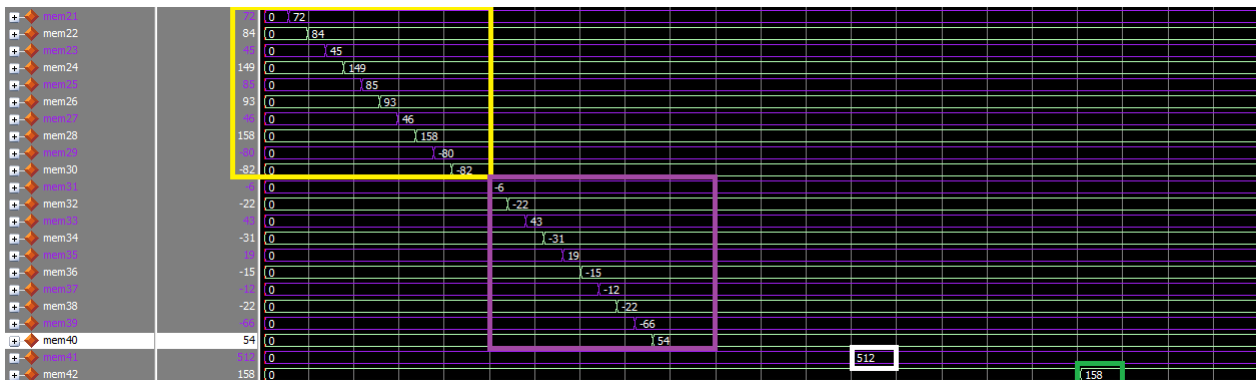 mem21 72 0 72
mem22 84 0 84
mem23 45 0 45
mem24 149 0 149
mem25 85 0 85
mem26 93 0 93
mem27 46 0 46
mem28 158 0 158
mem29 -80 0 -80
mem30 -82 0 -82
mem31 -6 0 -6
mem32 -22 0 -22
mem33 43 0 43
mem34 -31 0 -31
mem35 19 0 19
mem36 -15 0 -15
mem37 -12 0 -12
mem38 -22 0 -22
mem39 -66 0 -66
mem40 54 0 54
mem41 512 0 512
mem42 158 0 158